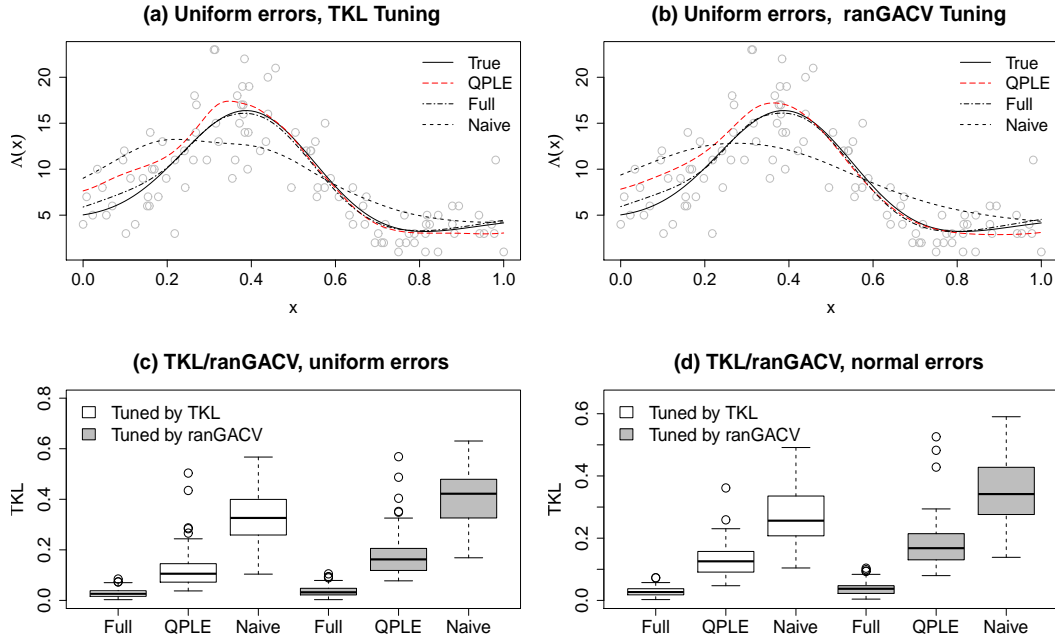 (a) Uniform errors, TKL Tuning
Λ(x)
20
15
10
5
True
QPLE
Full
Naive
0.0 0.2 0.4 0.6 0.8 1.0
x
(b) Uniform errors, ranGACV Tuning
Λ(x)
20
15
10
5
True
QPLE
Full
Naive
0.0 0.2 0.4 0.6 0.8 1.0
x
(c) TKL/ranGACV, uniform errors
TKL
0.8
0.6
0.4
0.2
0.0
Tuned by TKL
Tuned by ranGACV
Full QPLE Naive Full QPLE Naive
(d) TKL/ranGACV, normal errors
TKL
0.6
0.4
0.2
0.0
Tuned by TKL
Tuned by ranGACV
Full QPLE Naive Full QPLE Naive